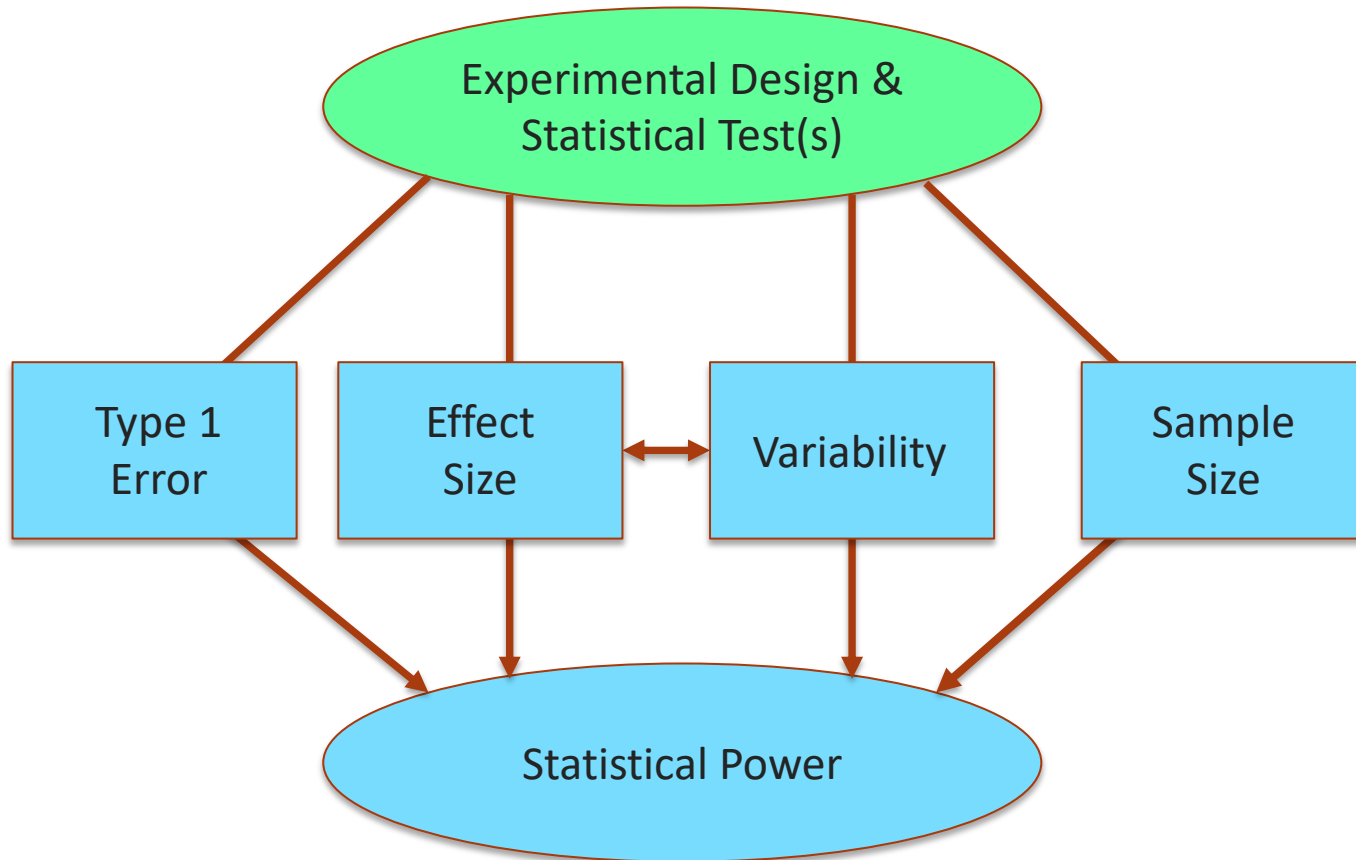 Experimental Design &
Statistical Test(s)
Type 1
Error
Effect
Size
Variability
Sample
Size
Statistical Power